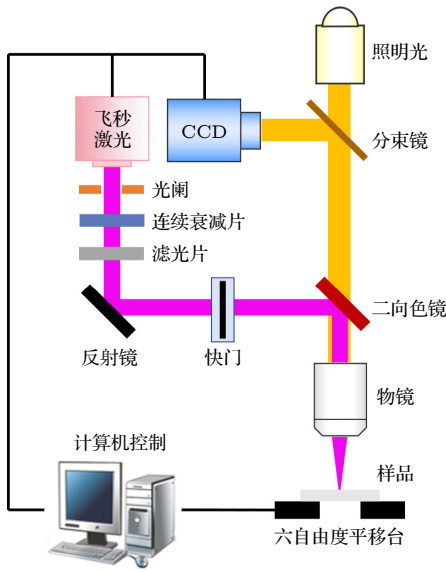 照明光
飞秒
激光
CCD
分束镜
光阑
连续衰减片
滤光片
二向色镜
反射镜
快门
物镜
计算机控制
样品
六自由度平移台